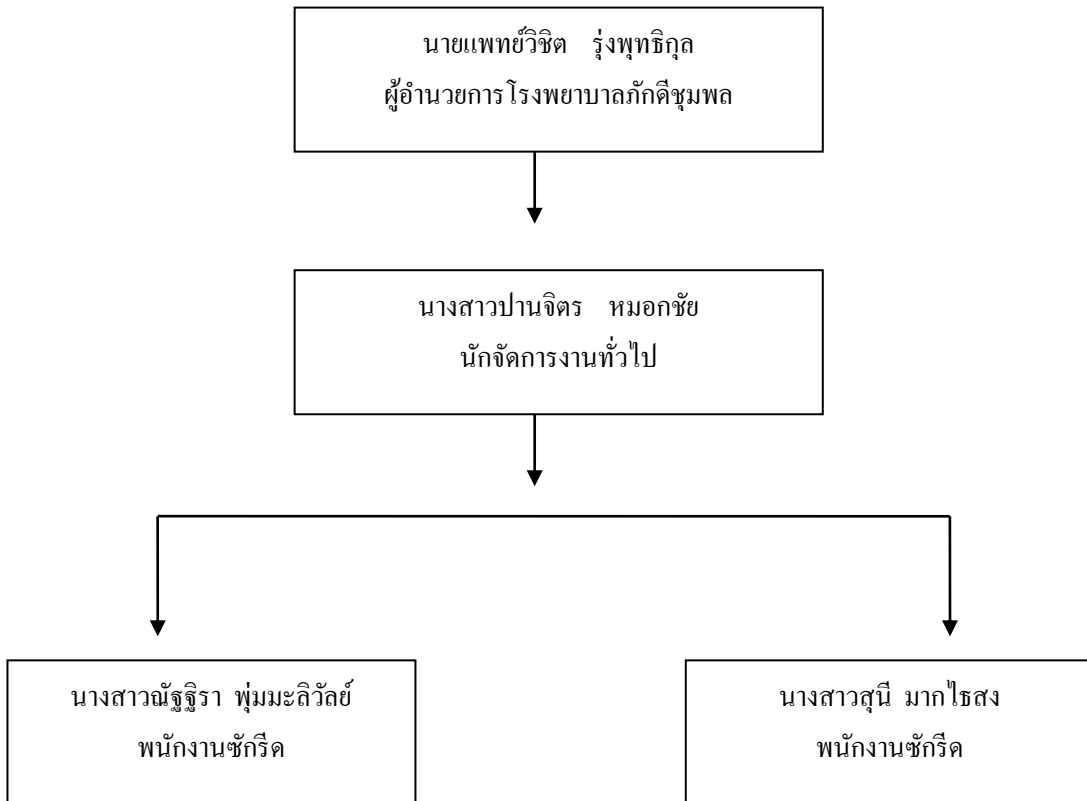 นายแพทย์วิชิต รุ่งพุทธิกุล
ผู้อำนวยการโรงพยาบาลภักดีชุมพล
นางสาวปานจิตร หมอกชัย
นักจัดการงานทั่วไป
นางสาวณัฐฐิรา พุ่มมะลิวัลย์
พนักงานซักรีด
นางสาวสุนี มากไธสง
พนักงานซักรีด